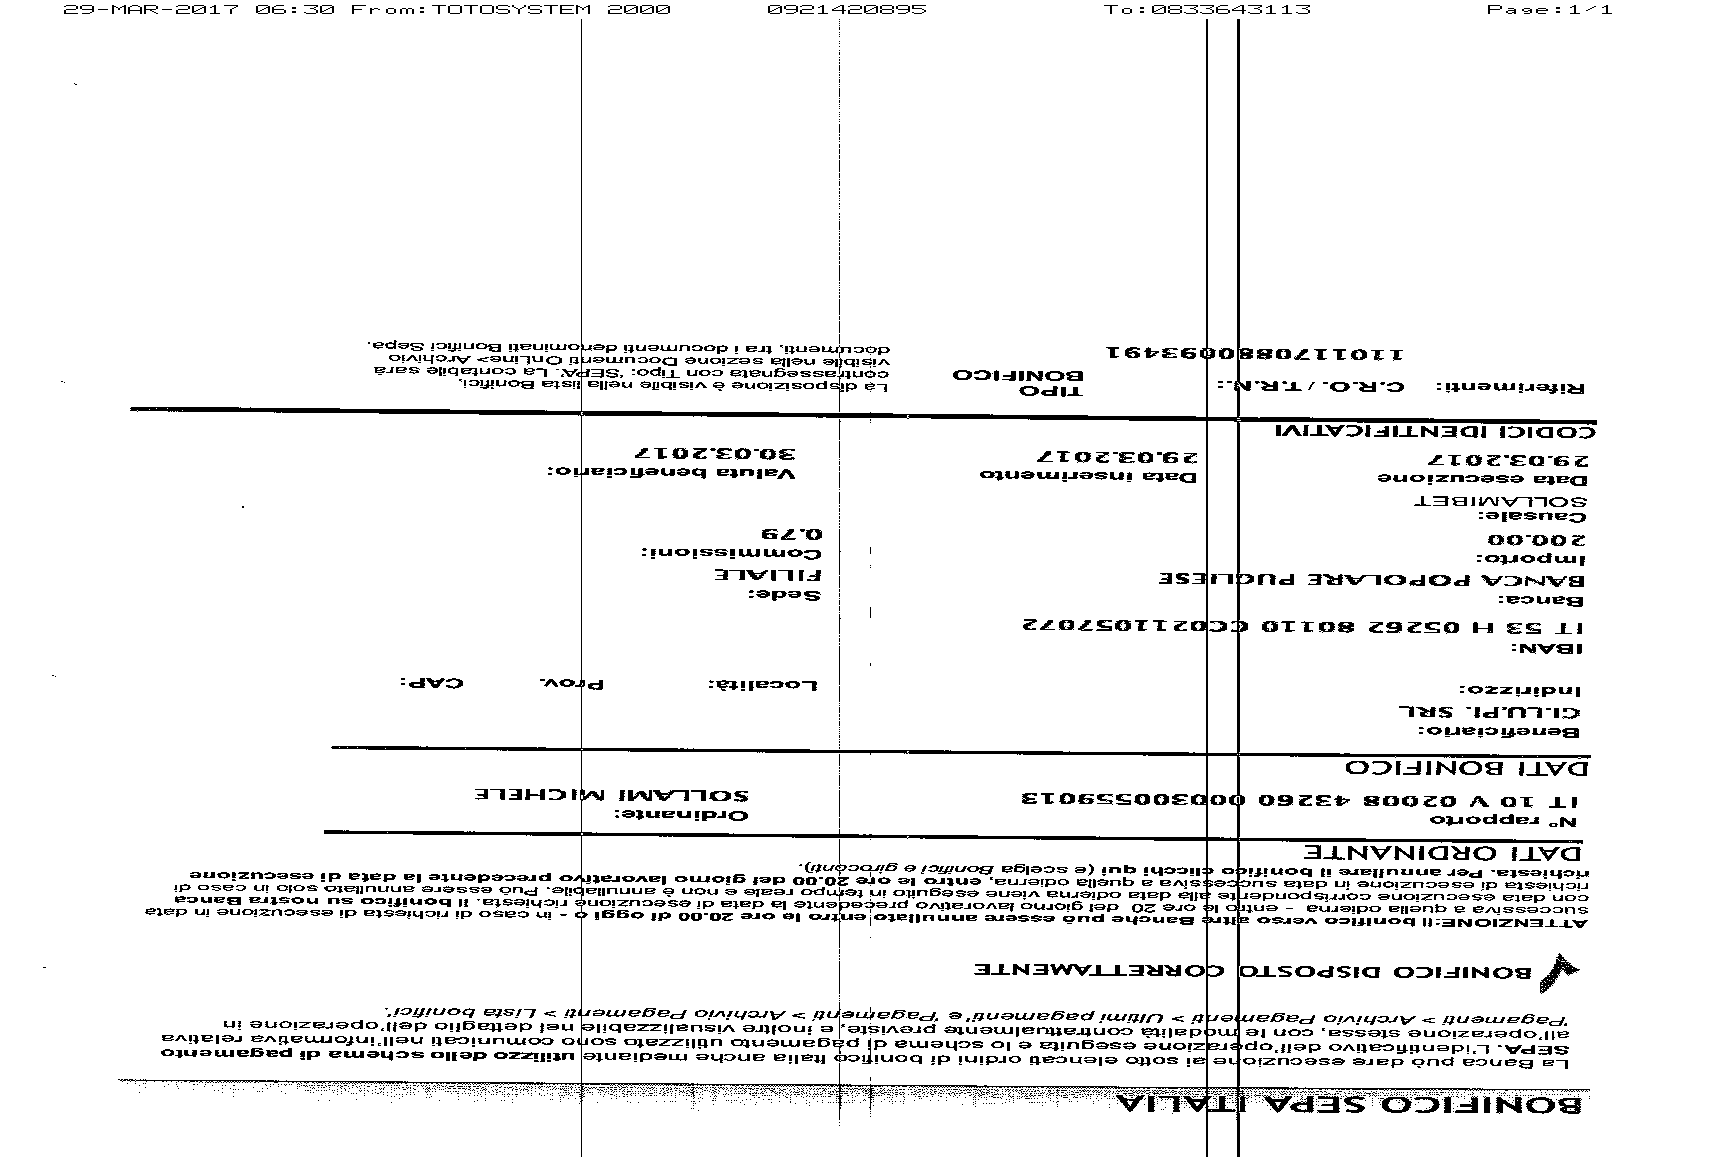 29-MAR-2017 06:30 From:TOTOSYSTEM 2000 0921420895 To:0833643113 Page:1/1
BONIFICO SEPA ITALIA
La Banca può dare esecuzione ai sotto elencati ordini di bonifico Italia anche mediante utilizzo dello schema di pagamento
SEPA. L'identificativo dell'operazione eseguita e lo schema di pagamento utilizzato sono comunicati nell'informativa relativa
all'operazione stessa, con le modalità contrattualmente previste, e inoltre visualizzabile nel dettaglio dell'operazione in
'Pagamenti > Archivio Pagamenti > Ultimi pagamenti' e 'Pagamenti > Archivio Pagamenti > Lista bonifici'.
BONIFICO DISPOSTO CORRETTAMENTE
ATTENZIONE:Il bonifico verso altre Banche può essere annullato entro le ore 20.00 di oggi o - in caso di richiesta di esecuzione in data
successiva a quella odierna - entro le ore 20 del giorno lavorativo precedente la data di esecuzione richiesta. Il bonifico su nostra Banca
con data esecuzione corrispondente alla data odierna viene eseguito in tempo reale e non è annullabile. Può essere annullato solo in caso di
richiesta di esecuzione in data successiva a quella odierna, entro le ore 20.00 del giorno lavorativo precedente la data di esecuzione
richiesta. Per annullare il bonifico clicchi qui (e scelga Bonifici e giroconti).
DATI ORDINANTE
N° rapporto Ordinante:
IT 10 V 02008 43260 000300559013 SOLLAMI MICHELE
DATI BONIFICO
Beneficiario:
CI.LU.PI. SRL
Indirizzo: Località: Prov. CAP:
IBAN:
IT 53 H 05262 80110 CC0211057072
Banca: Sede:
BANCA POPOLARE PUGLIESE FILIALE
Importo: Commissioni:
200.00 0.79
Causale:
SOLLAMIBET
Data esecuzione Data inserimento Valuta beneficiario:
29.03.2017 29.03.2017 30.03.2017
CODICI IDENTIFICATIVI
Riferimenti: C.R.O. / T.R.N.: TIPO BONIFICO La disposizione è visibile nella lista Bonifici,
contrassegnata con Tipo: 'SEPA'. La contabile sarà
1101170880093491 visibile nella sezione Documenti OnLine> Archivio
documenti, tra i documenti denominati Bonifici Sepa.